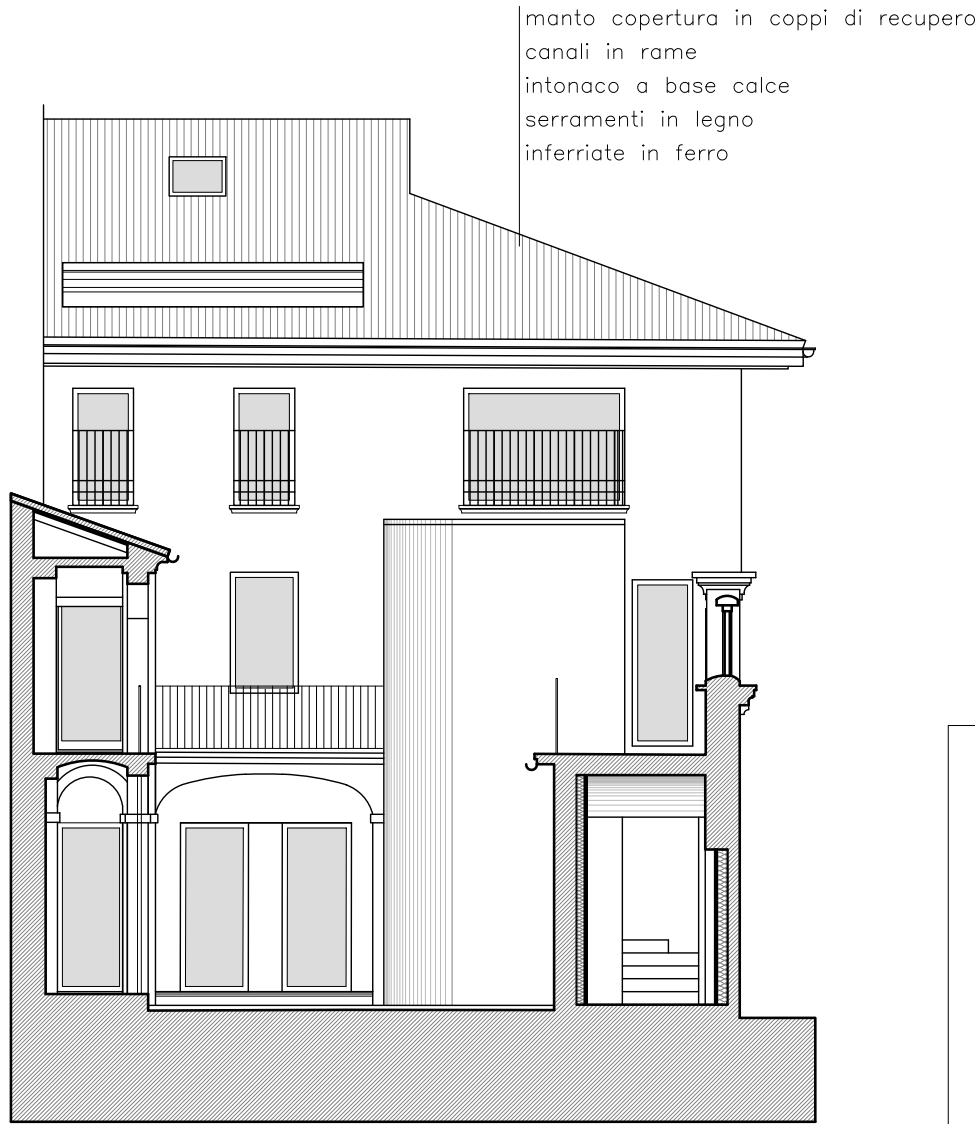 manto copertura in coppi di recupero
canali in rame
intonaco a base calce
serramenti in legno
inferriate in ferro